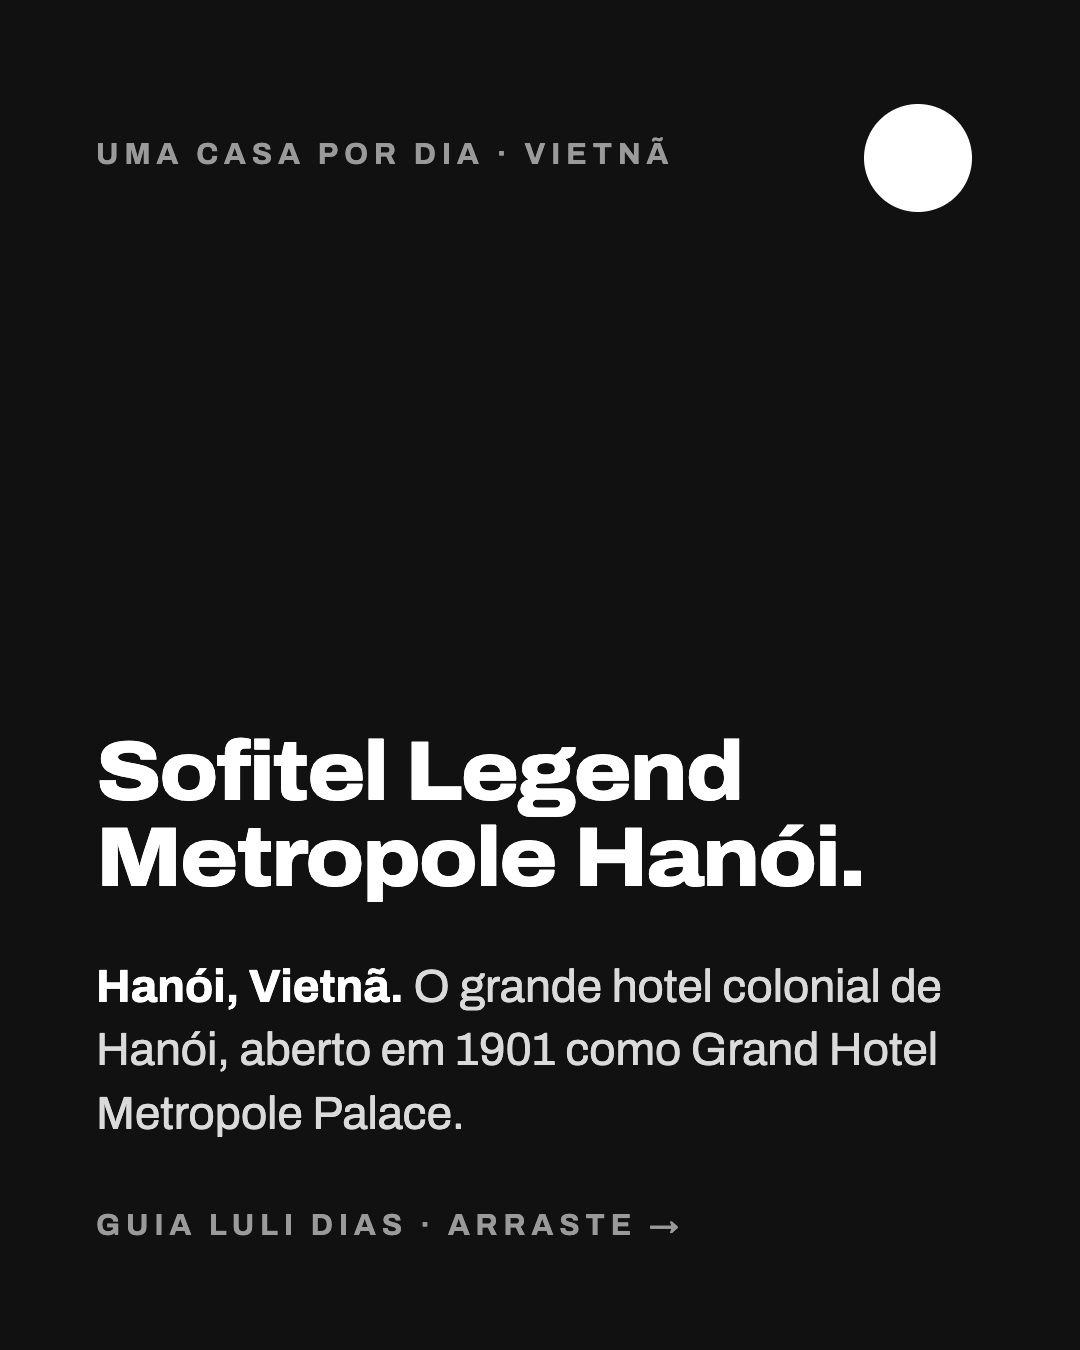 UMA CASA POR DIA · VIETNÃ
Sofitel Legend
Metropole Hanói.
Hanói, Vietnã. O grande hotel colonial de
Hanói, aberto em 1901 como Grand Hotel
Metropole Palace.
GUIA LULI DIAS · ARRASTE →